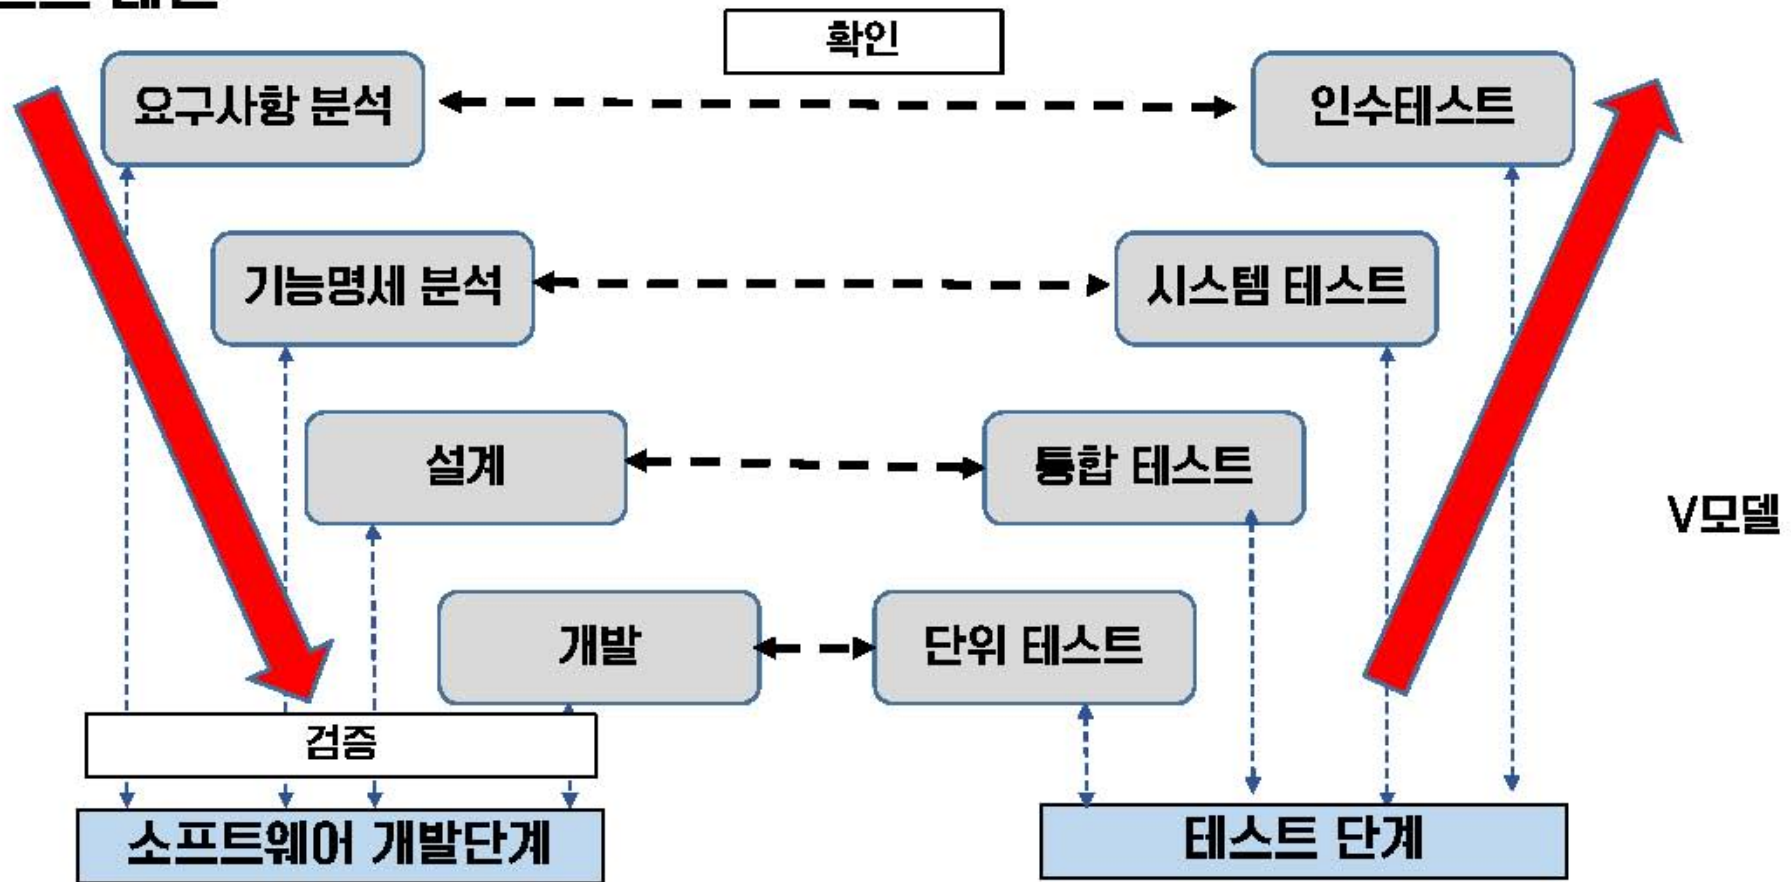 확인
요구사항 분석
인수테스트
기능명세 분석
시스템 테스트
설계
통합 테스트
V모델
개발
단위 테스트
검증
소프트웨어 개발단계
테스트 단계